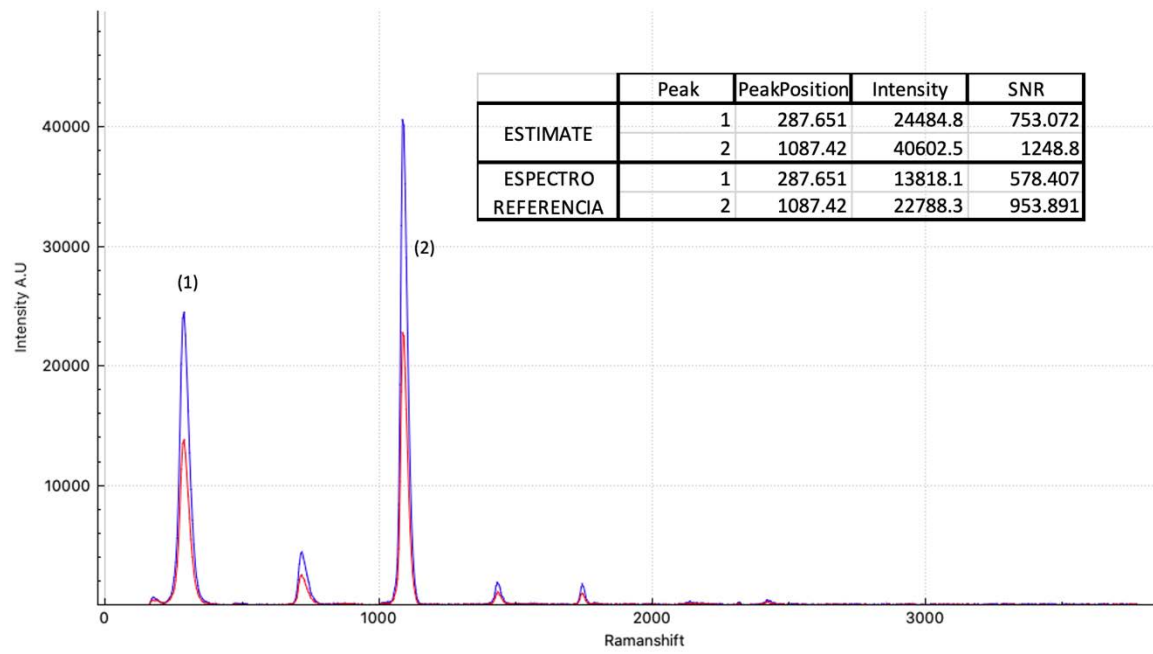 Peak PeakPosition Intensity SNR
ESTIMATE
1 287.651 24484.8 753.072
2 1087.42 40602.5 1248.8
ESPECTRO
REFERENCIA
1 287.651 13818.1 578.407
2 1087.42 22788.3 953.891
40000
30000
20000
10000
(1)
(2)
Intensity A.U
0 1000 2000 3000
Ramanshift